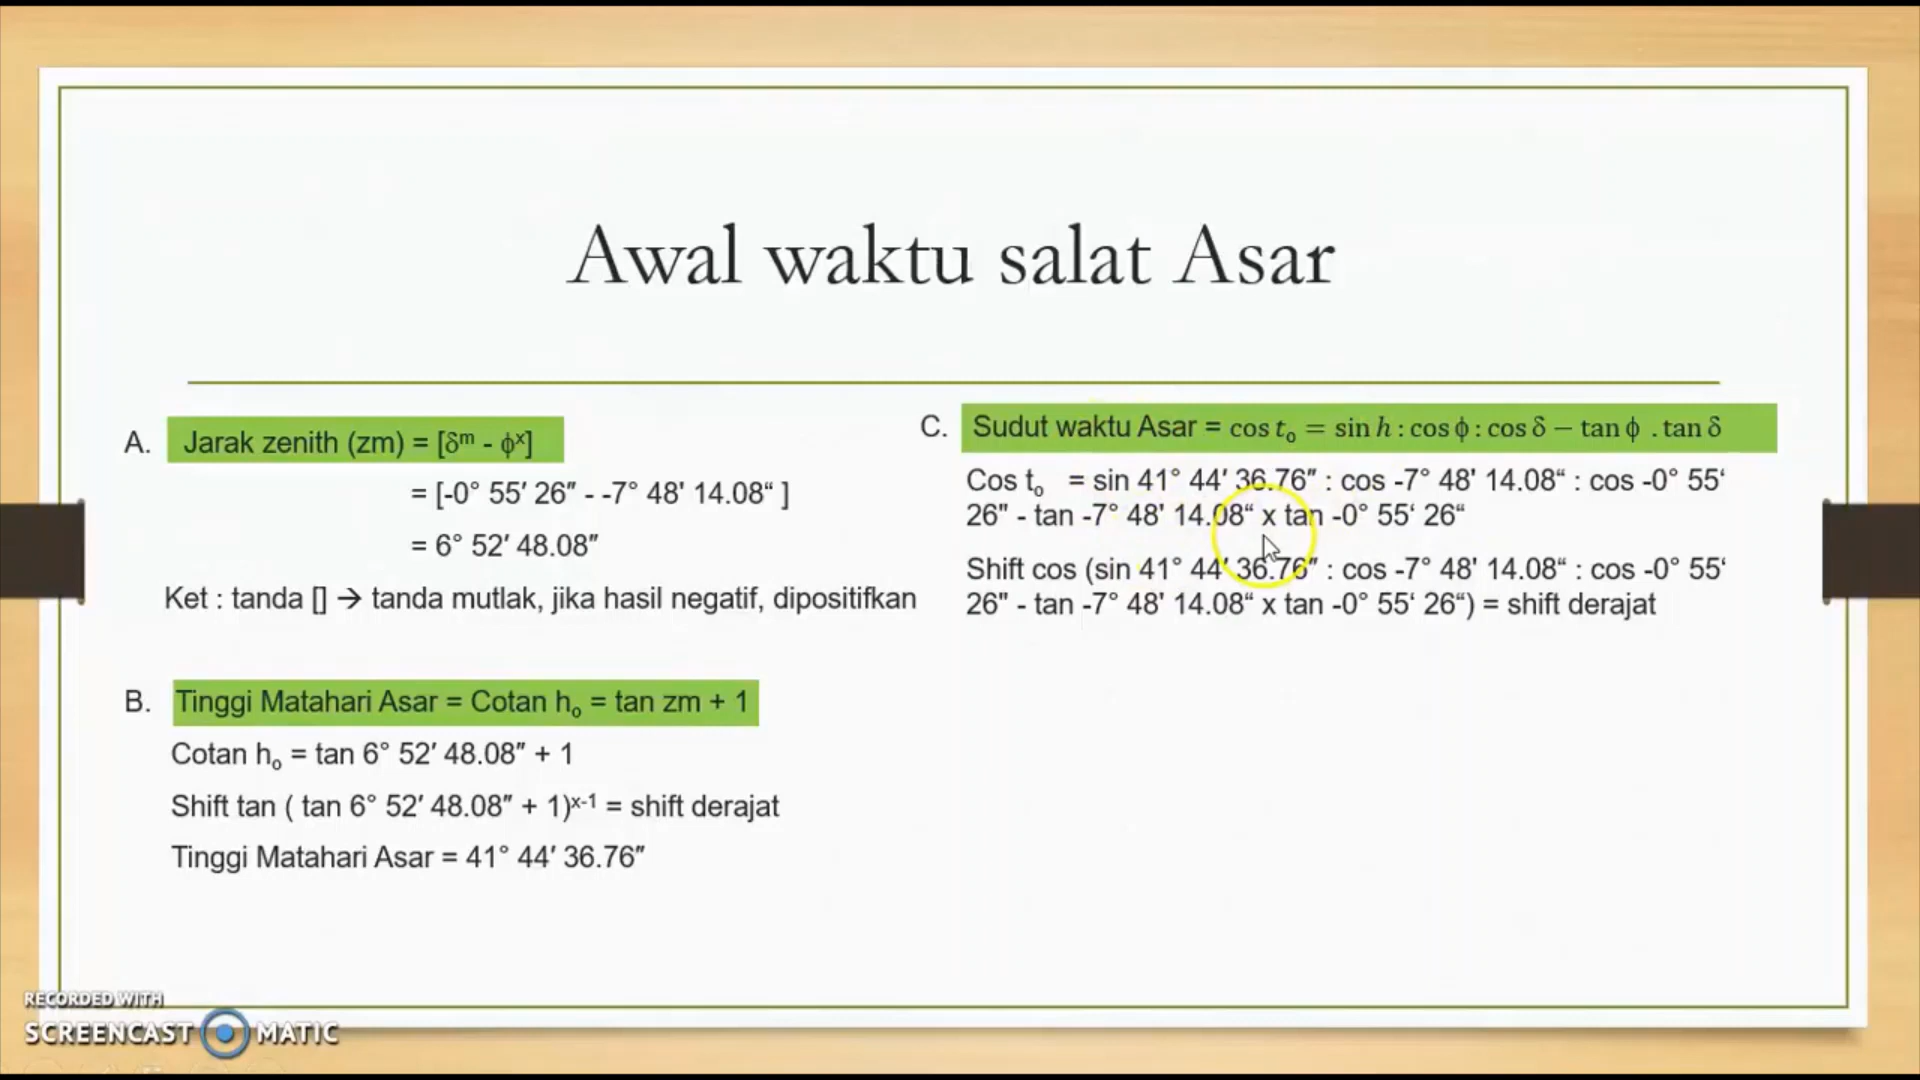 Awal waktu salat Asar
A. Jarak zenith (zm) = [δᵐ - ϕˣ]
= [-0° 55′ 26″ - -7° 48' 14.08“ ]
= 6° 52′ 48.08″
Ket : tanda [] → tanda mutlak, jika hasil negatif, dipositifkan
B. Tinggi Matahari Asar = Cotan hₒ = tan zm + 1
Cotan hₒ = tan 6° 52′ 48.08″ + 1
Shift tan ( tan 6° 52′ 48.08″ + 1)ˣ⁻¹ = shift derajat
Tinggi Matahari Asar = 41° 44′ 36.76″
C. Sudut waktu Asar = cos tₒ = sin h : cos ϕ : cos δ − tan ϕ . tan δ
Cos tₒ = sin 41° 44′ 36.76″ : cos -7° 48' 14.08“ : cos -0° 55‘
26" - tan -7° 48' 14.08“ x tan -0° 55‘ 26“
Shift cos (sin 41° 44′ 36.76″ : cos -7° 48' 14.08“ : cos -0° 55‘
26" - tan -7° 48' 14.08“ x tan -0° 55‘ 26“) = shift derajat
RECORDED WITH
SCREENCAST MATIC